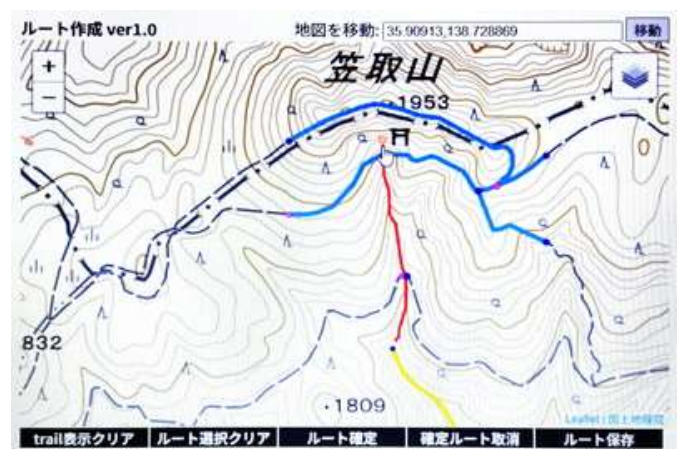 ルート作成 ver1.0
地図を移動: 35.90913,138.728869 移動
+
−
笠取山
1953
832
1809
Leaflet | 国土地理院
trail表示クリア ルート選択クリア ルート確定 確定ルート取消 ルート保存